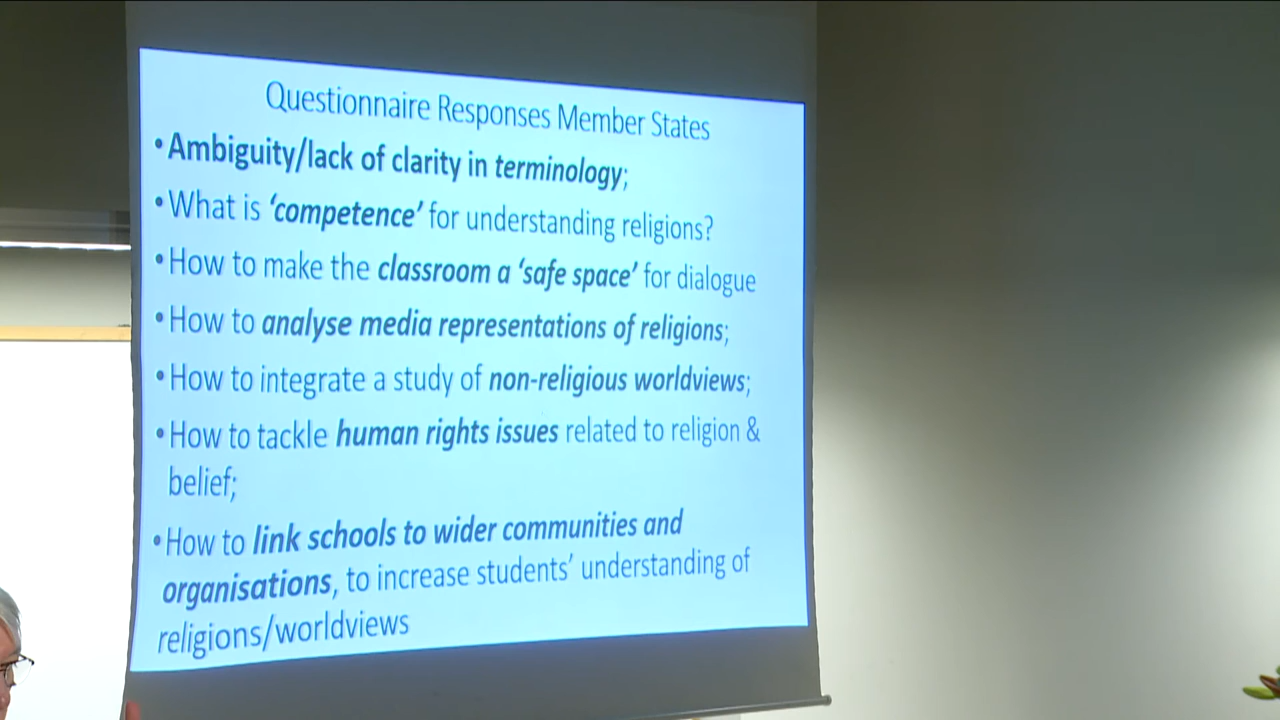 Questionnaire Responses Member States
•Ambiguity/lack of clarity in terminology;
•What is ‘competence’ for understanding religions?
•How to make the classroom a ‘safe space’ for dialogue
•How to analyse media representations of religions;
•How to integrate a study of non-religious worldviews;
•How to tackle human rights issues related to religion &
belief;
•How to link schools to wider communities and
organisations, to increase students’ understanding of
religions/worldviews